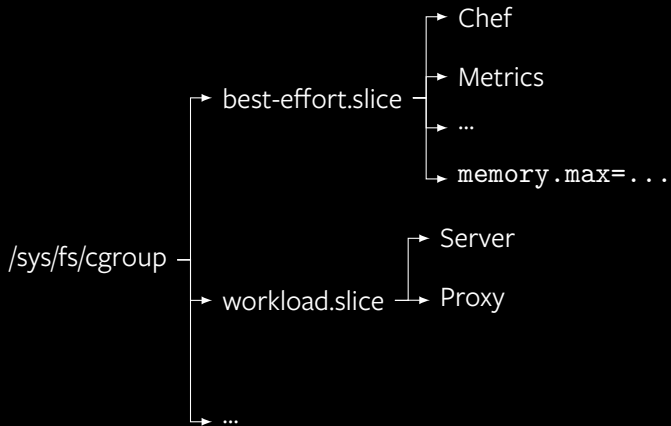 Chef
Metrics
best-effort.slice
...
memory.max=...
Server
/sys/fs/cgroup
Proxy
workload.slice
...